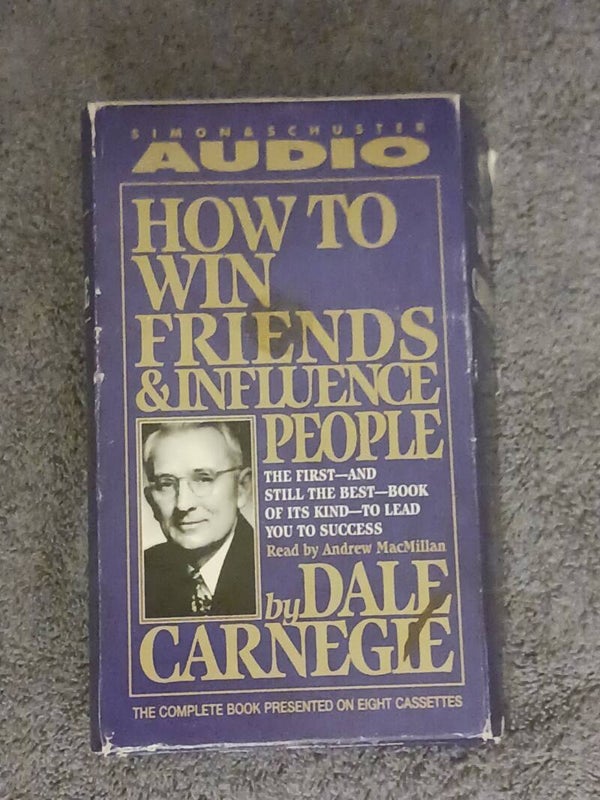 SIMON & SCHUSTER
AUDIO
HOW TO
WIN
FRIENDS
& INFLUENCE
PEOPLE
THE FIRST—AND
STILL THE BEST—BOOK
OF ITS KIND—TO LEAD
YOU TO SUCCESS
Read by Andrew MacMillan
by DALE
CARNEGIE
THE COMPLETE BOOK PRESENTED ON EIGHT CASSETTES